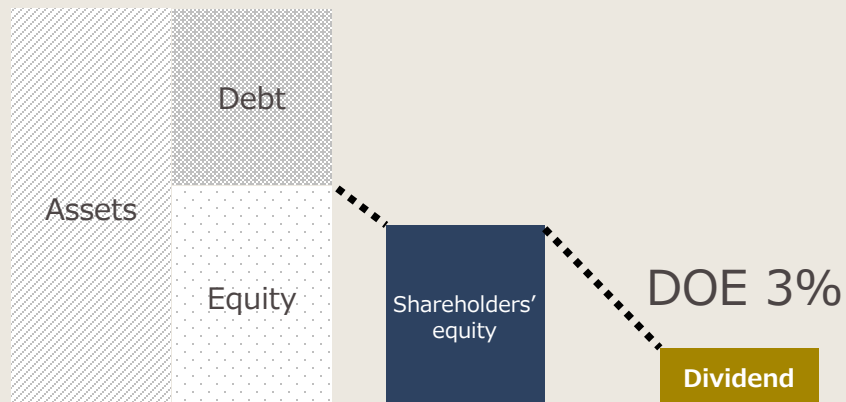 Debt
Assets
Equity
Shareholders’
equity
DOE 3%
Dividend